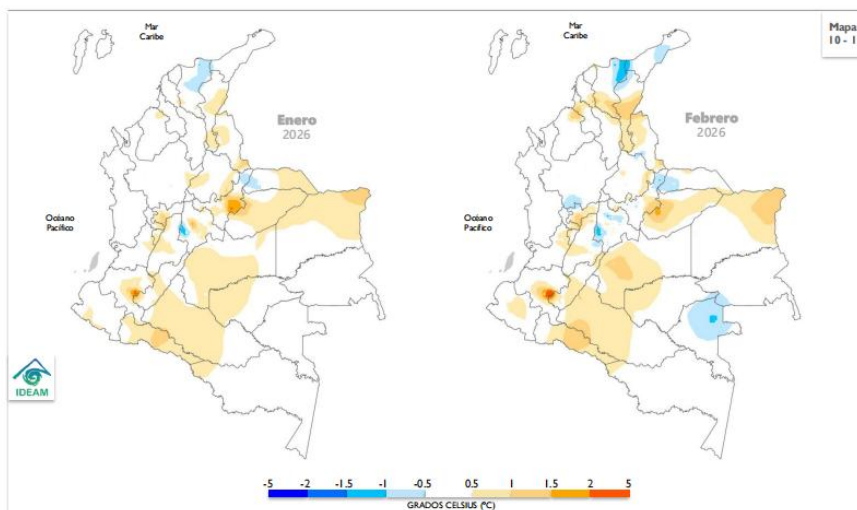 Mar
Caribe
Enero
2026
Océano
Pacífico
Mar
Caribe
Febrero
2026
Océano
Pacífico
Mapa
10 - 1
IDEAM
-5 -2 -1.5 -1 -0.5 0.5 1 1.5 2 5
GRADOS CELSIUS (°C)